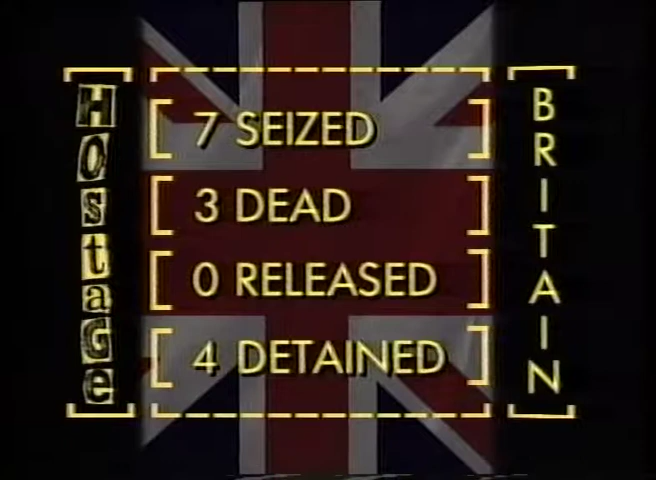 HOstaGe
7 SEIZED
3 DEAD
0 RELEASED
4 DETAINED
BRITAIN